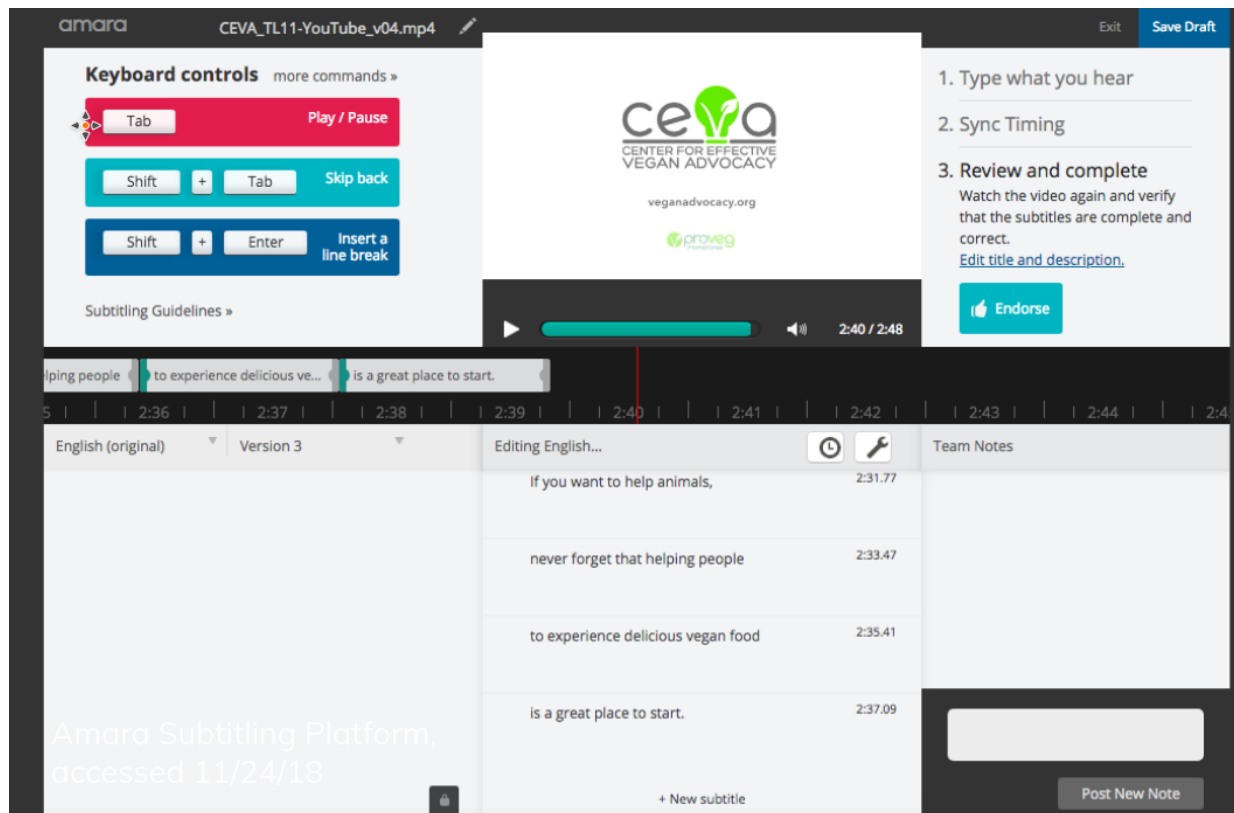 amara
CEVA_TL11-YouTube_v04.mp4
Exit
Save Draft
Keyboard controls more commands »
Tab
Play / Pause
Shift + Tab
Skip back
Shift + Enter
Insert a
line break
Subtitling Guidelines »
ceva
CENTER FOR EFFECTIVE
VEGAN ADVOCACY
veganadvocacy.org
proveg
2:40 / 2:48
1. Type what you hear
2. Sync Timing
3. Review and complete
Watch the video again and verify
that the subtitles are complete and
correct.
Edit title and description.
Endorse
lping people
to experience delicious ve...
is a great place to start.
5 2:36 2:37 2:38 2:39 2:40 2:41 2:42 2:43 2:44 2:4
English (original)
Version 3
Editing English...
Team Notes
If you want to help animals,
2:31.77
never forget that helping people
2:33.47
to experience delicious vegan food
2:35.41
is a great place to start.
2:37.09
+ New subtitle
Amara Subtitling Platform,
accessed 11/24/18
Post New Note